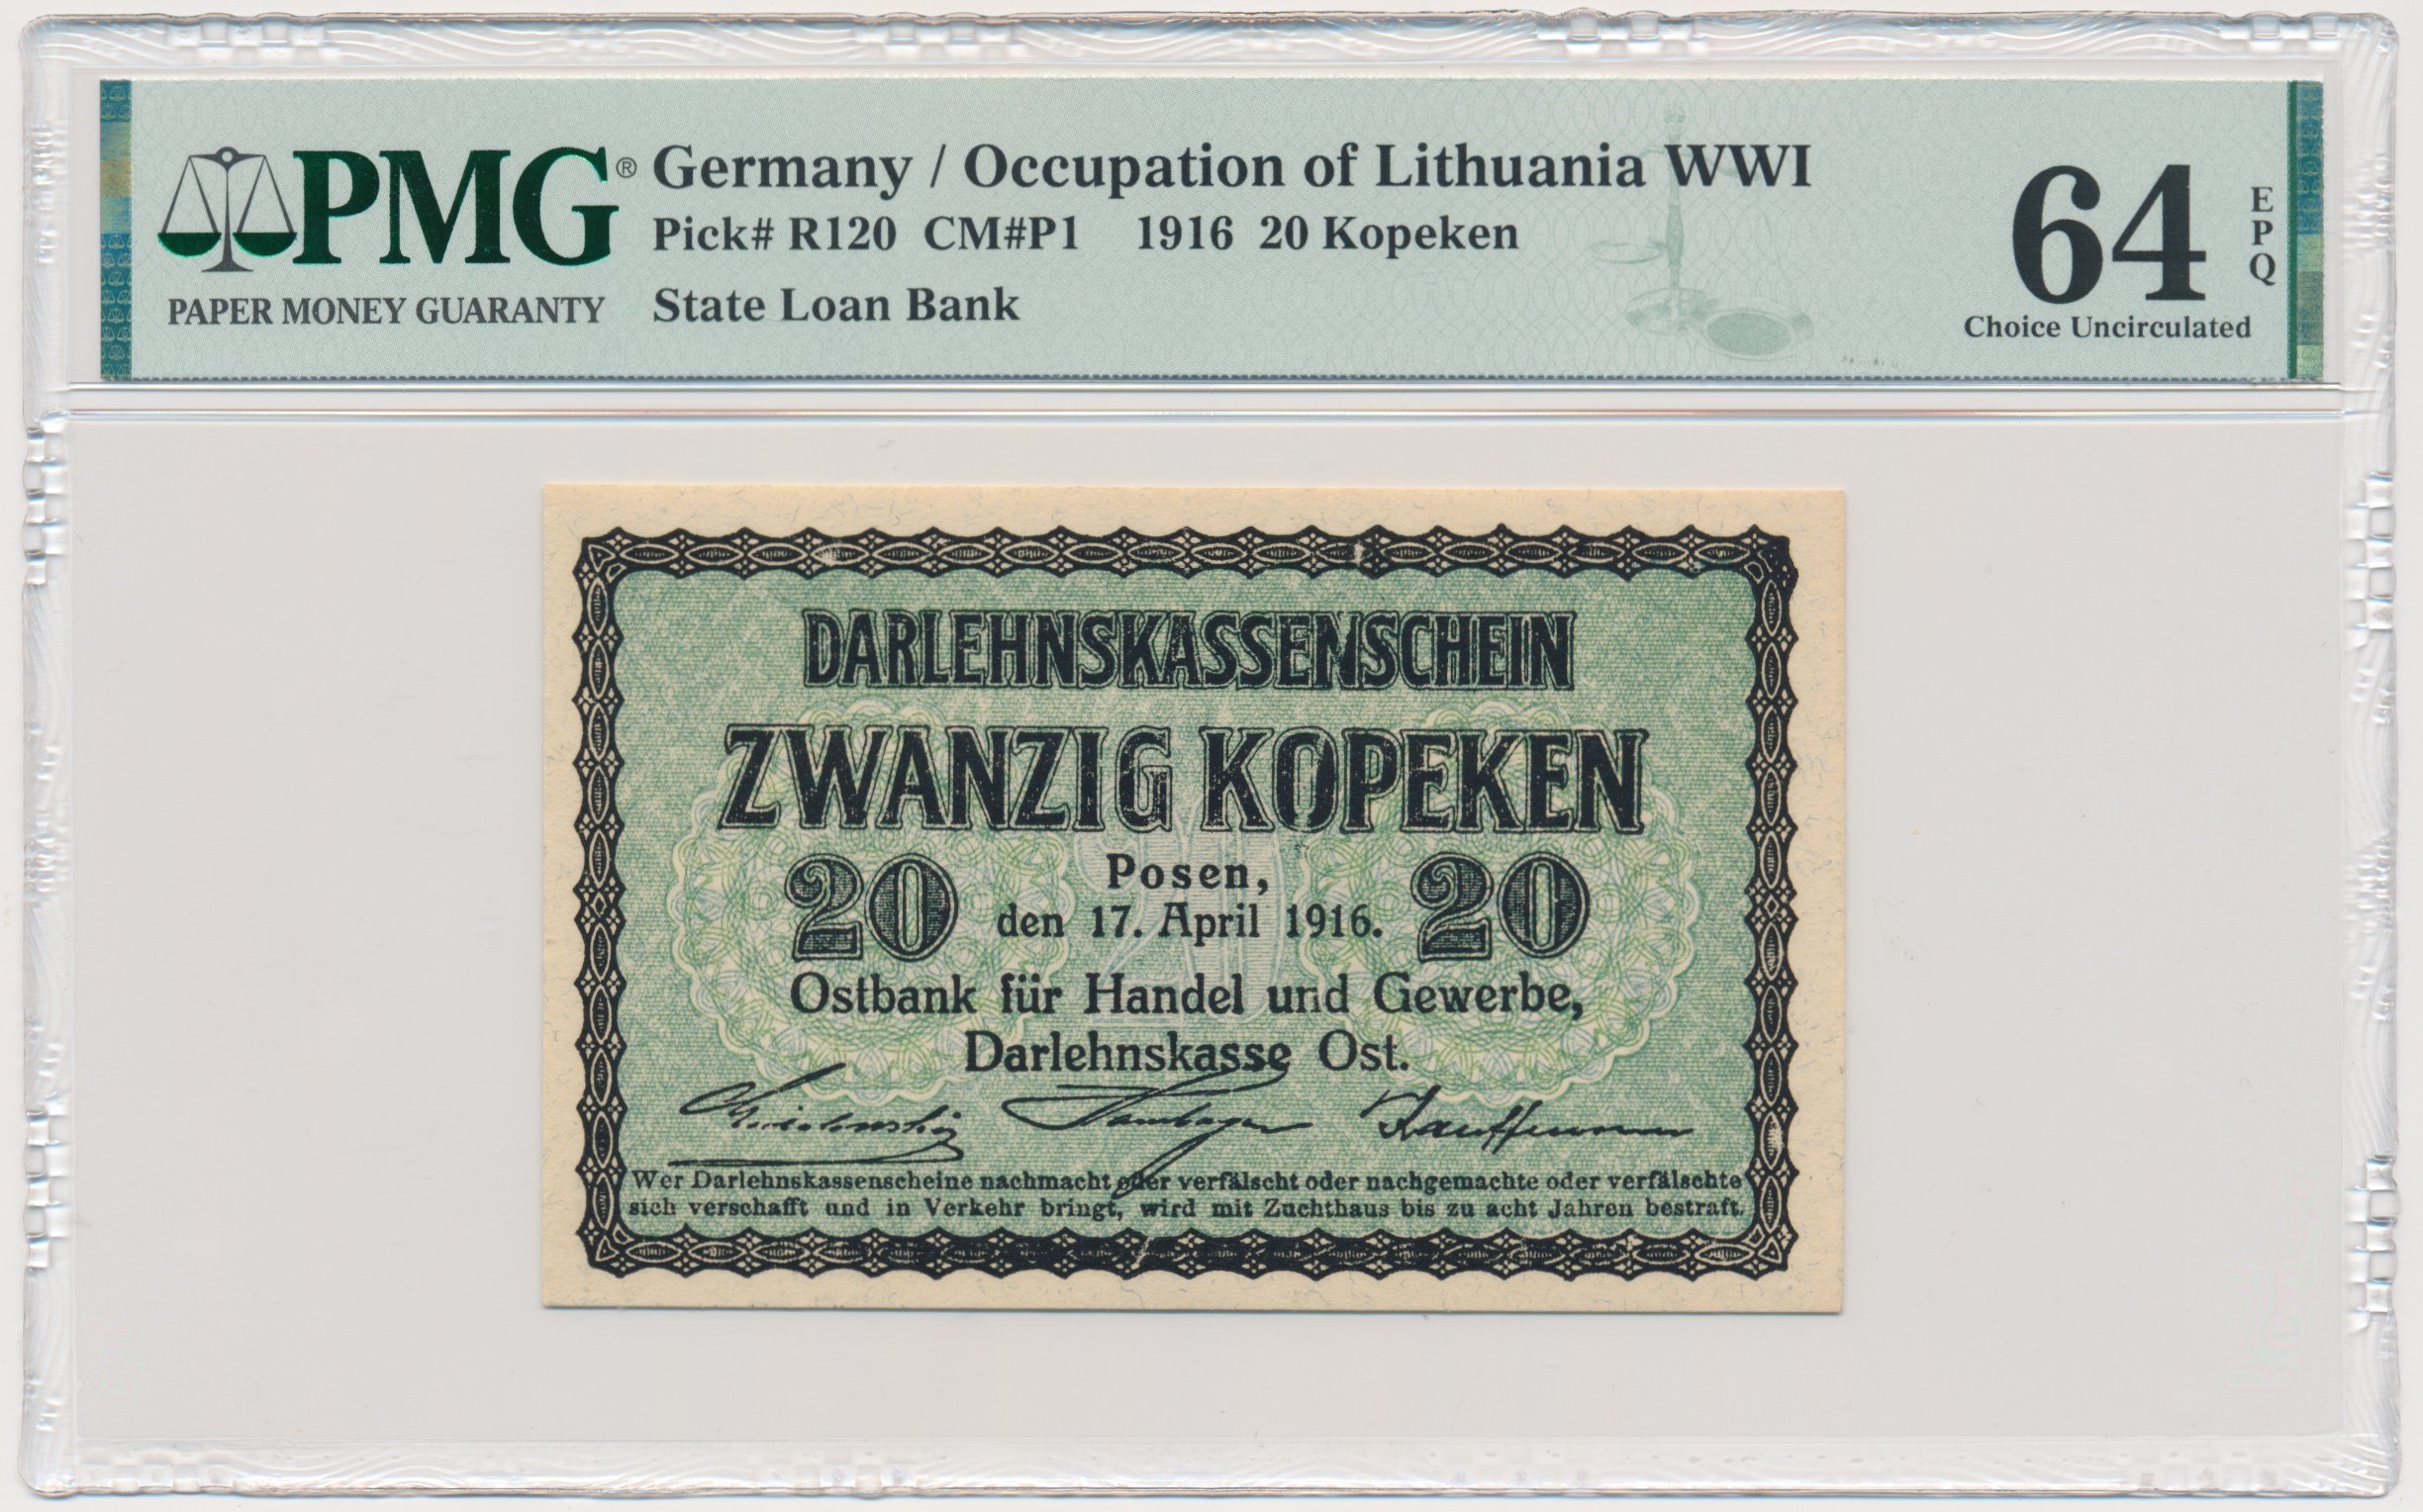 PMG®
PAPER MONEY GUARANTY
Germany / Occupation of Lithuania WWI
Pick# R120 CM#P1 1916 20 Kopeken
State Loan Bank
64
EPQ
Choice Uncirculated
DARLEHNSKASSENSCHEIN
ZWANZIG KOPEKEN
20 20 20
Posen,
den 17. April 1916.
Ostbank für Handel und Gewerbe,
Darlehnskasse Ost.
Kauffmann
Wer Darlehnskassenscheine nachmacht oder verfälscht oder nachgemachte oder verfälschte
sich verschafft und in Verkehr bringt, wird mit Zuchthaus bis zu acht Jahren bestraft.